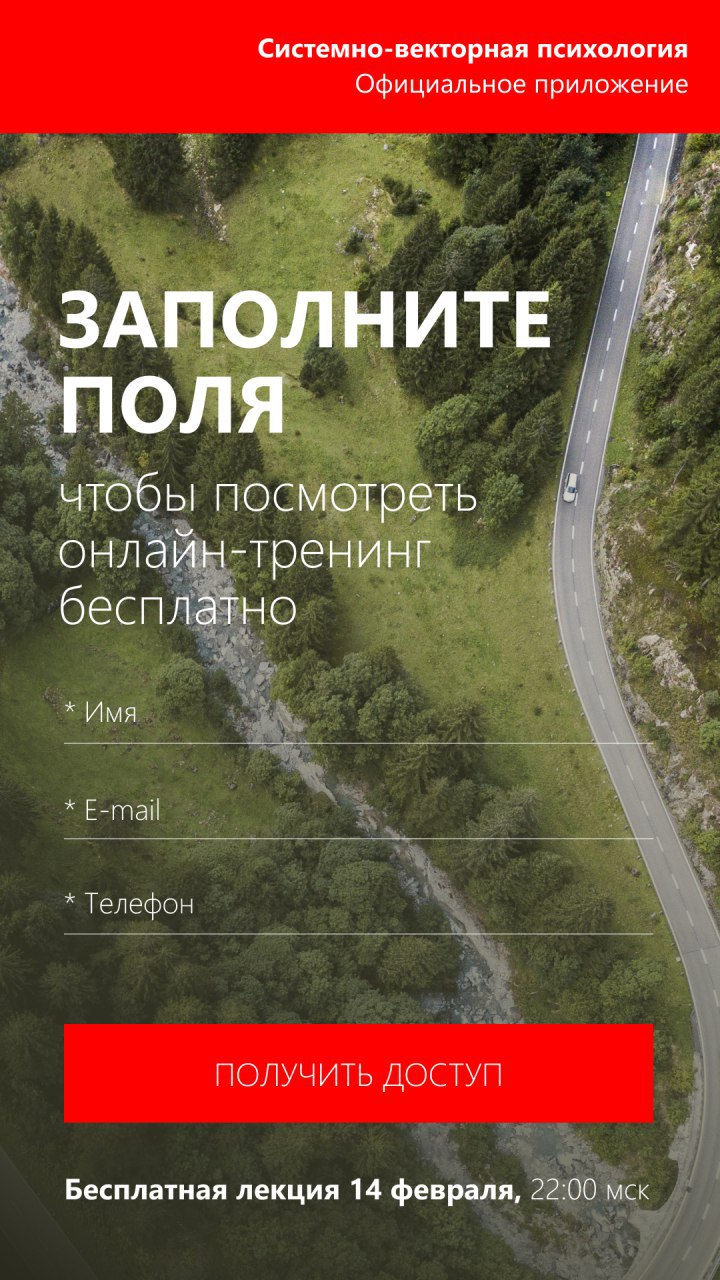 Системно-векторная психология
Официальное приложение
ЗАПОЛНИТЕ
ПОЛЯ
чтобы посмотреть
онлайн-тренинг
бесплатно
* Имя
* E-mail
* Телефон
ПОЛУЧИТЬ ДОСТУП
Бесплатная лекция 14 февраля, 22:00 мск